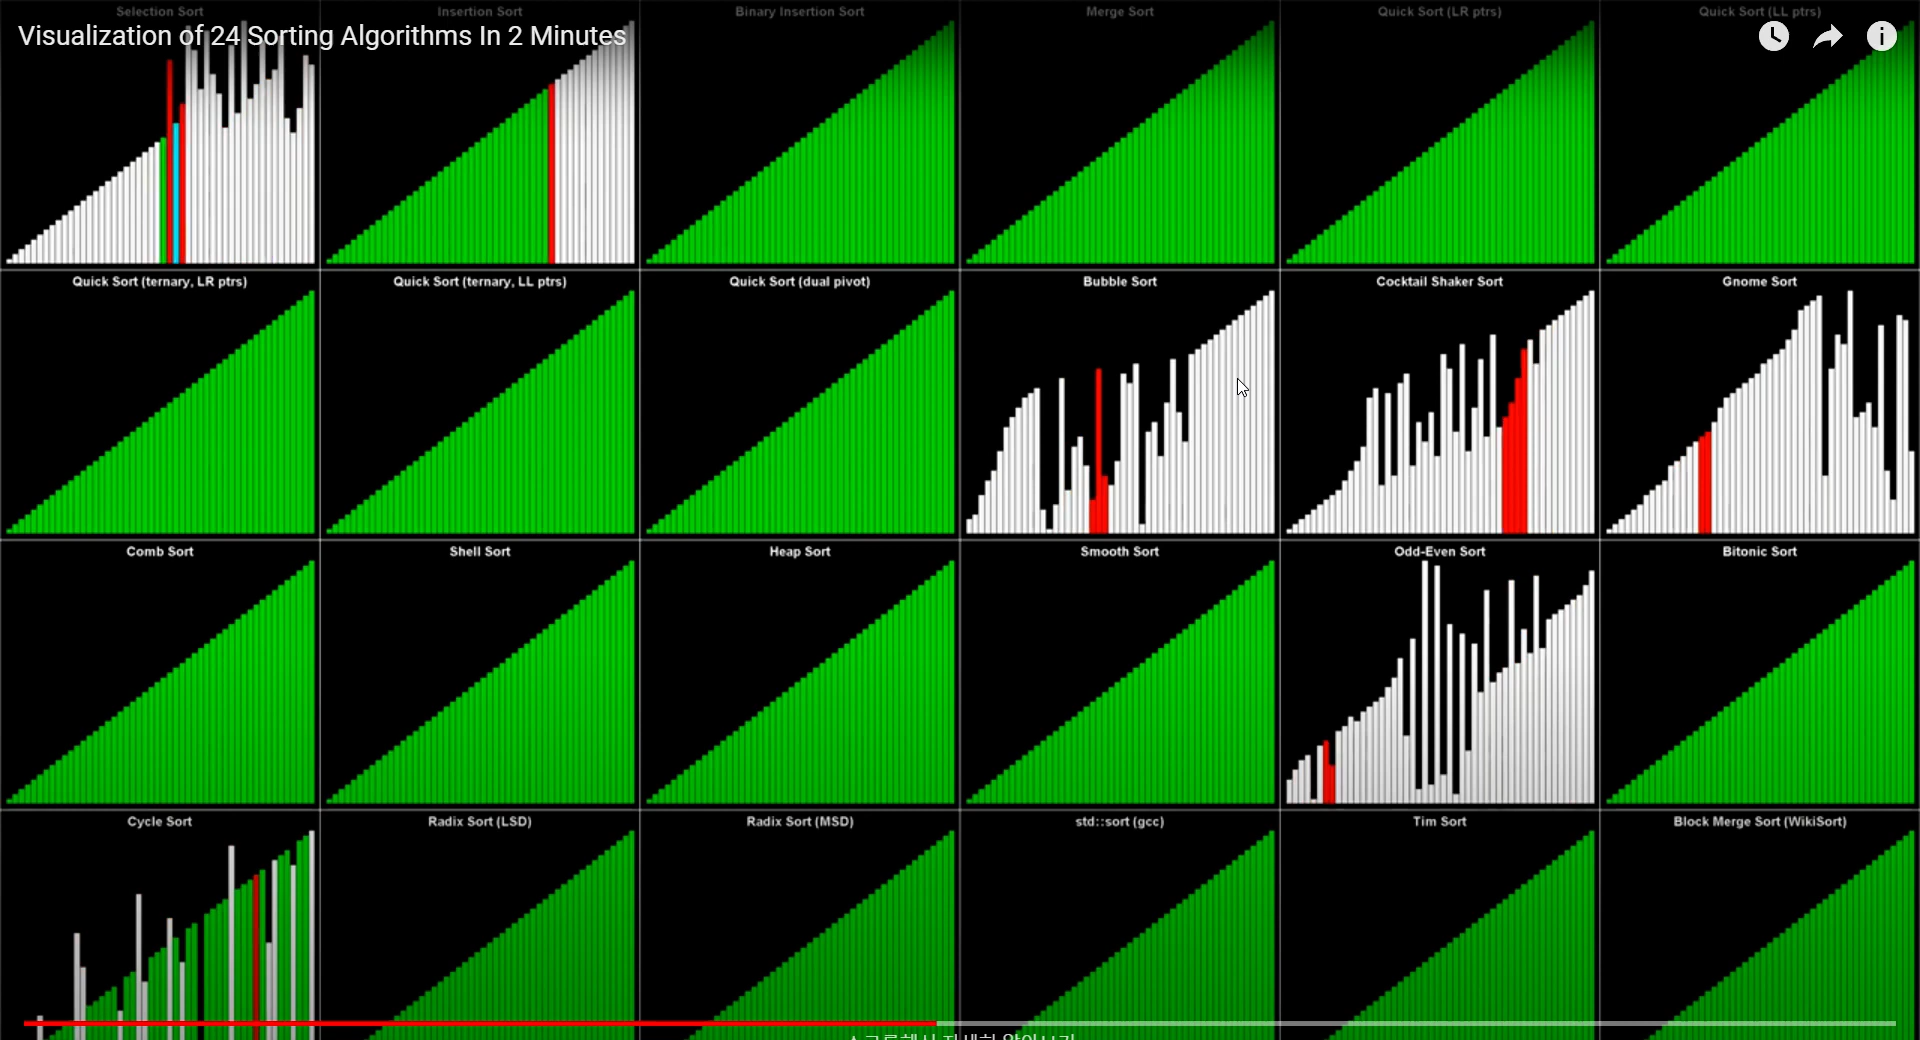 Selection Sort
Insertion Sort
Binary Insertion Sort
Merge Sort
Quick Sort (LR ptrs)
Quick Sort (LL ptrs)
Visualization of 24 Sorting Algorithms In 2 Minutes
Quick Sort (ternary, LR ptrs)
Quick Sort (ternary, LL ptrs)
Quick Sort (dual pivot)
Bubble Sort
Cocktail Shaker Sort
Gnome Sort
Comb Sort
Shell Sort
Heap Sort
Smooth Sort
Odd-Even Sort
Bitonic Sort
Cycle Sort
Radix Sort (LSD)
Radix Sort (MSD)
std::sort (gcc)
Tim Sort
Block Merge Sort (WikiSort)